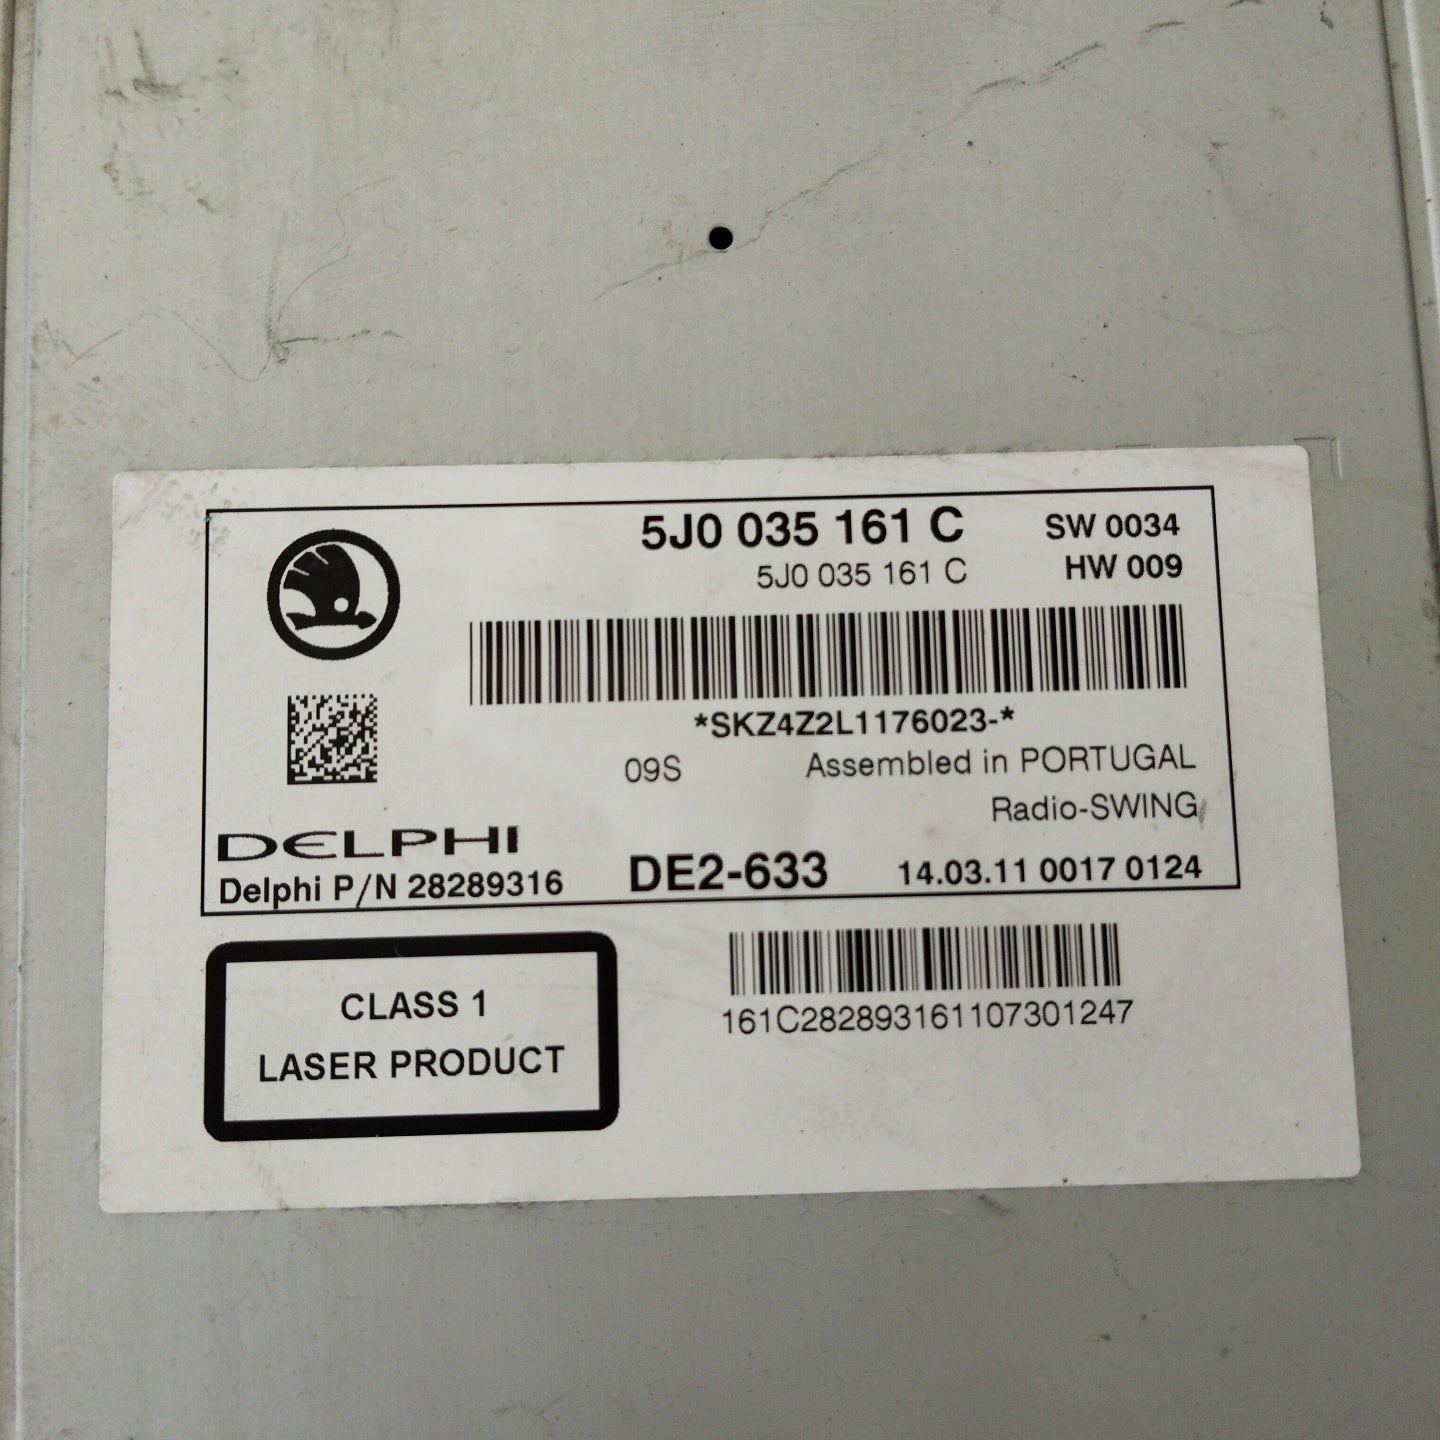 5J0 035 161 C SW 0034
5J0 035 161 C HW 009
*SKZ4Z2L1176023-*
09S Assembled in PORTUGAL
Radio-SWING
DELPHI
Delphi P/N 28289316 DE2-633 14.03.11 0017 0124
CLASS 1
LASER PRODUCT
161C282893161107301247